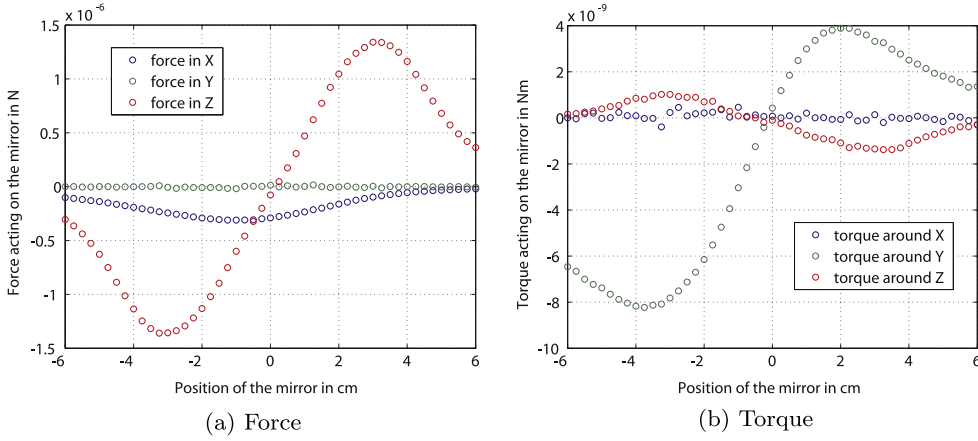 x 10⁻⁶
1.5
1
0.5
0
-0.5
-1
-1.5
-6
-4
-2
0
2
4
6
Force acting on the mirror in N
Position of the mirror in cm
force in X
force in Y
force in Z
(a) Force
x 10⁻⁹
4
2
0
-2
-4
-6
-8
-10
-6
-4
-2
0
2
4
6
Torque acting on the mirror in Nm
Position of the mirror in cm
torque around X
torque around Y
torque around Z
(b) Torque